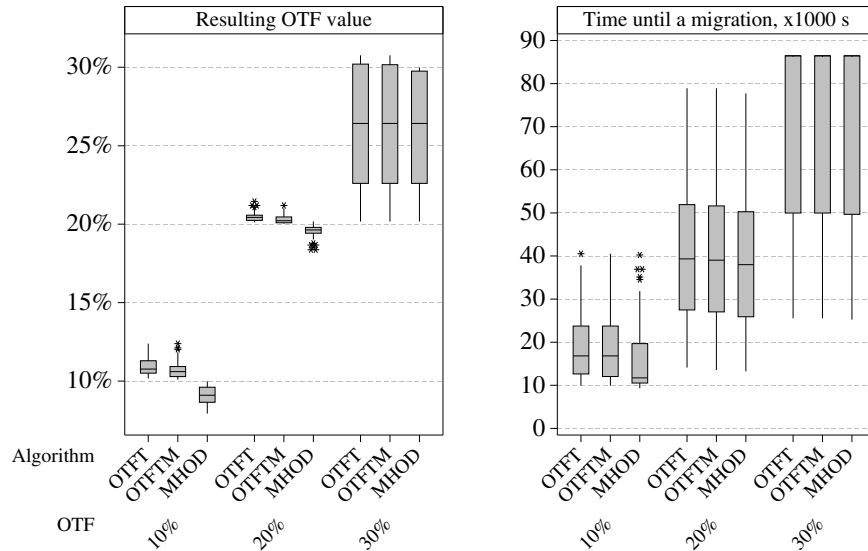 Resulting OTF value
Time until a migration, x1000 s
30%
25%
20%
15%
10%
90
80
70
60
50
40
30
20
10
0
Algorithm
OTFT
OTFTM
MHOD
OTFT
OTFTM
MHOD
OTFT
OTFTM
MHOD
OTFT
OTFTM
MHOD
OTFT
OTFTM
MHOD
OTFT
OTFTM
MHOD
OTF
10%
20%
30%
10%
20%
30%